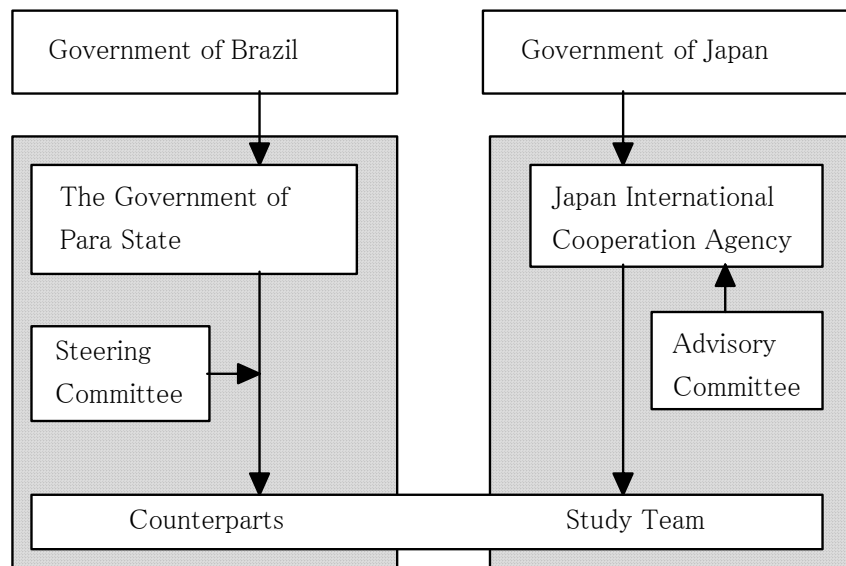 Government of Brazil
Government of Japan
The Government of
Para State
Japan International
Cooperation Agency
Steering
Committee
Advisory
Committee
Counterparts
Study Team